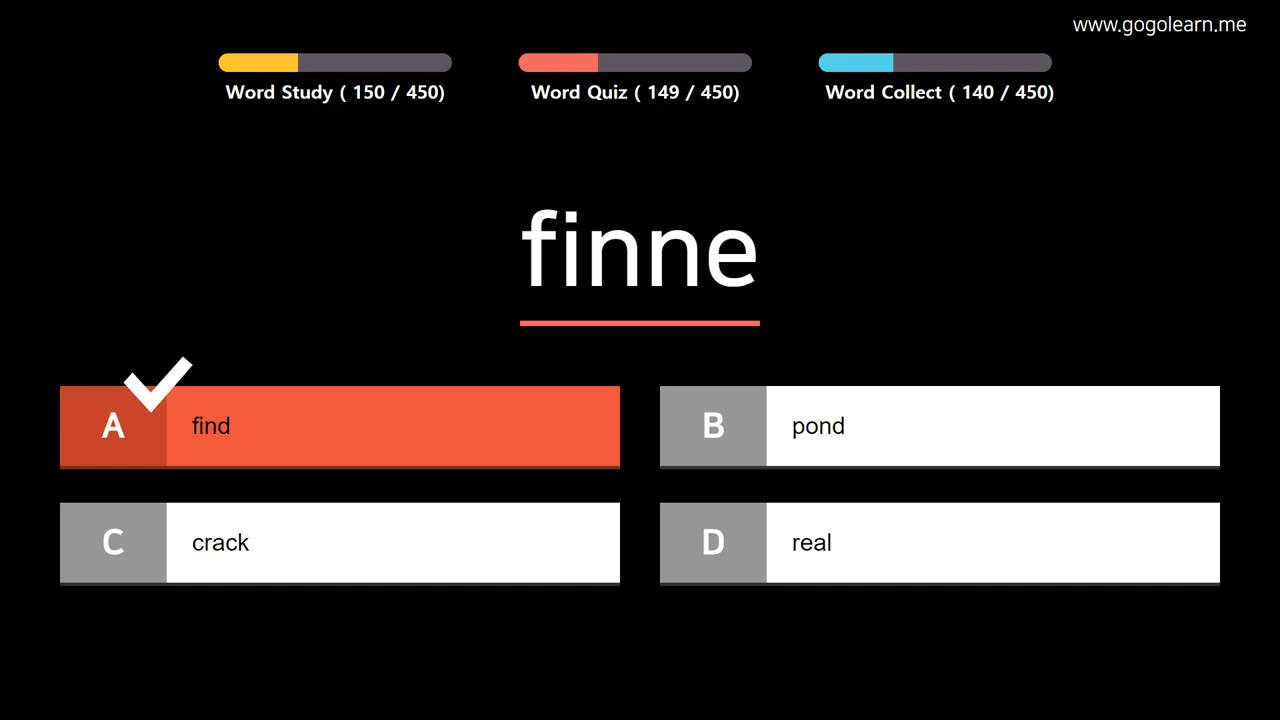 www.gogolearn.me
Word Study ( 150 / 450)
Word Quiz ( 149 / 450)
Word Collect ( 140 / 450)
finne
A find
B pond
C crack
D real